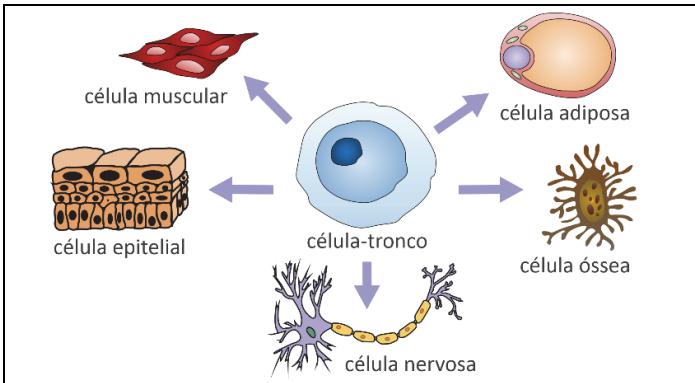 célula muscular
célula adiposa
célula epitelial
célula-tronco
célula óssea
célula nervosa